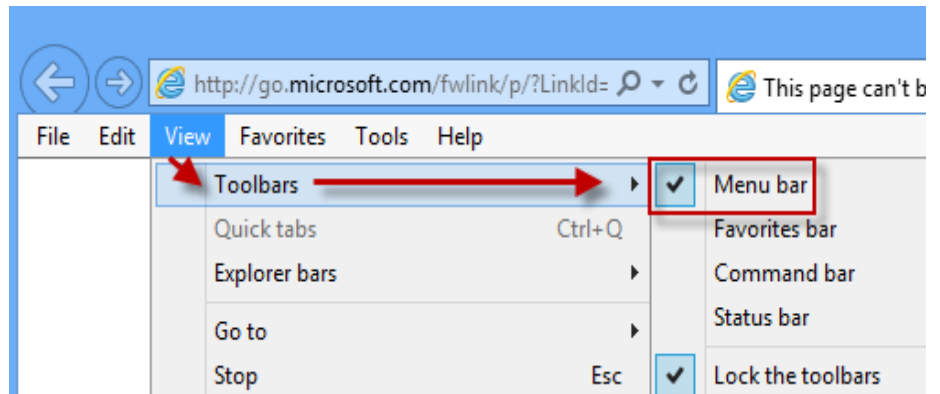 http://go.microsoft.com/fwlink/p/?LinkId=
This page can't b
File Edit View Favorites Tools Help
Toolbars
Menu bar
Quick tabs Ctrl+Q
Favorites bar
Explorer bars
Command bar
Go to
Status bar
Stop Esc
Lock the toolbars